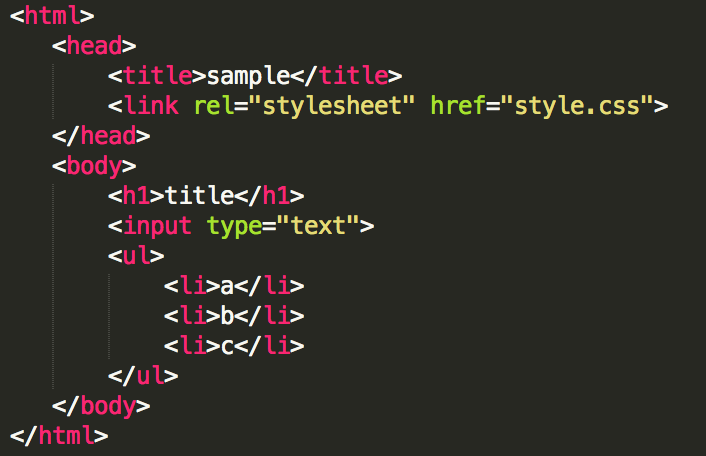 <html>
<head>
<title>sample</title>
<link rel="stylesheet" href="style.css">
</head>
<body>
<h1>title</h1>
<input type="text">
<ul>
<li>a</li>
<li>b</li>
<li>c</li>
</ul>
</body>
</html>